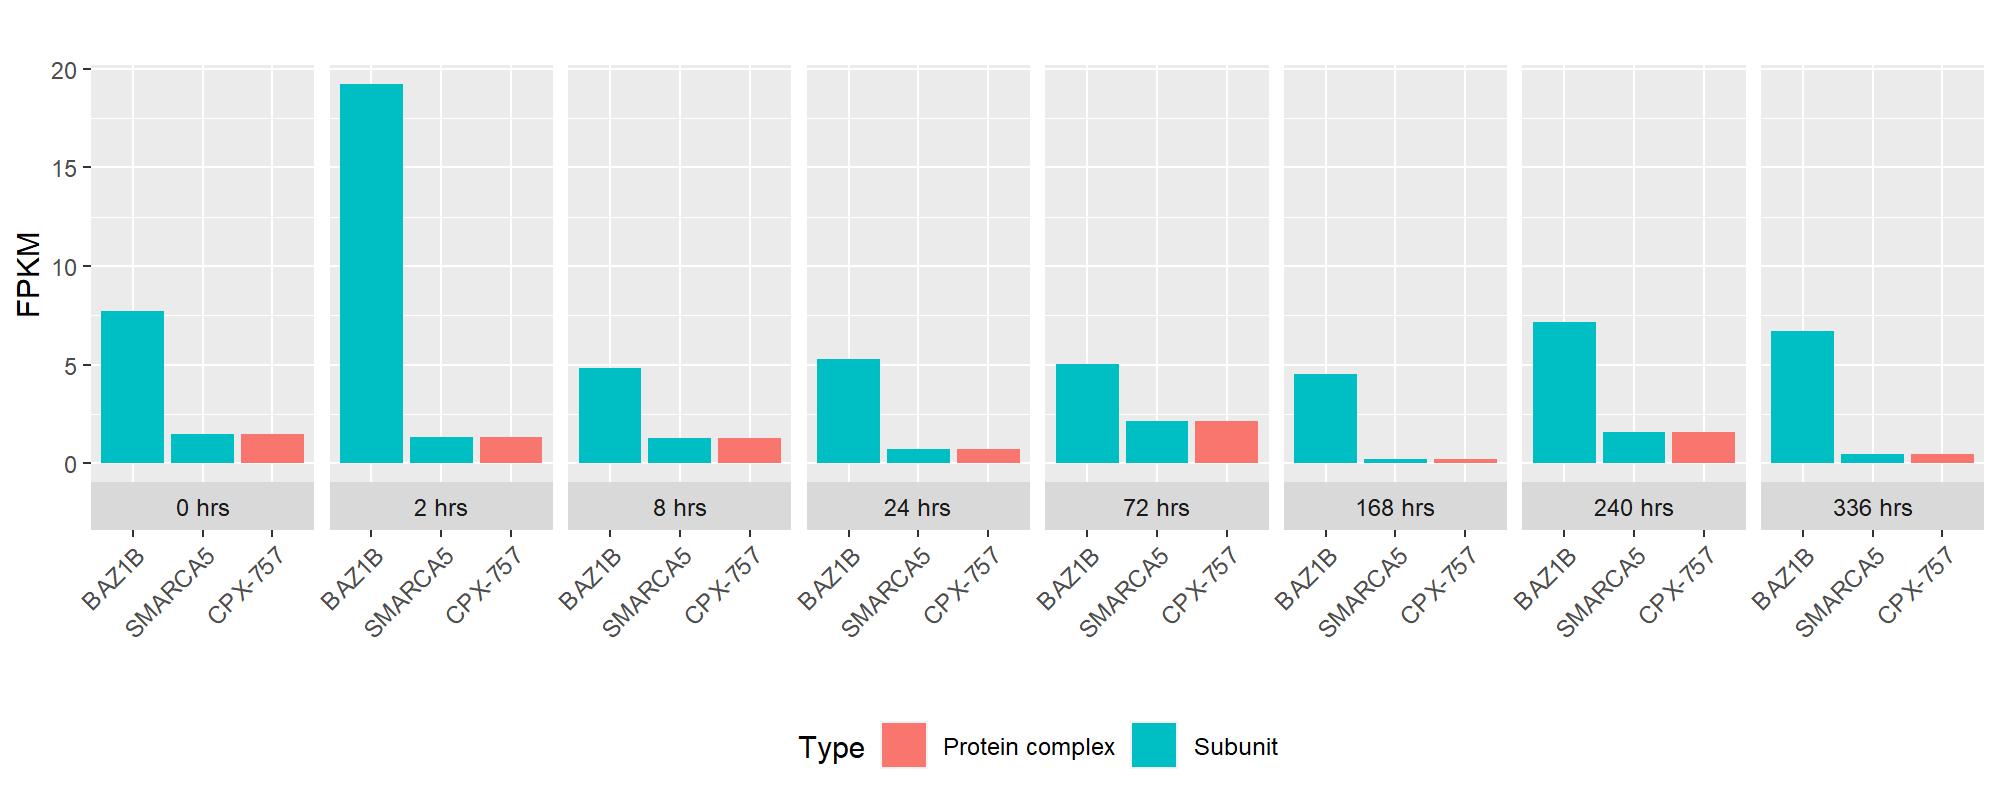 20
15
FPKM
10
5
0
0 hrs 2 hrs 8 hrs 24 hrs 72 hrs 168 hrs 240 hrs 336 hrs
BAZ1B SMARCA5 CPX-757 BAZ1B SMARCA5 CPX-757 BAZ1B SMARCA5 CPX-757 BAZ1B SMARCA5 CPX-757 BAZ1B SMARCA5 CPX-757 BAZ1B SMARCA5 CPX-757 BAZ1B SMARCA5 CPX-757 BAZ1B SMARCA5 CPX-757
Type Protein complex Subunit